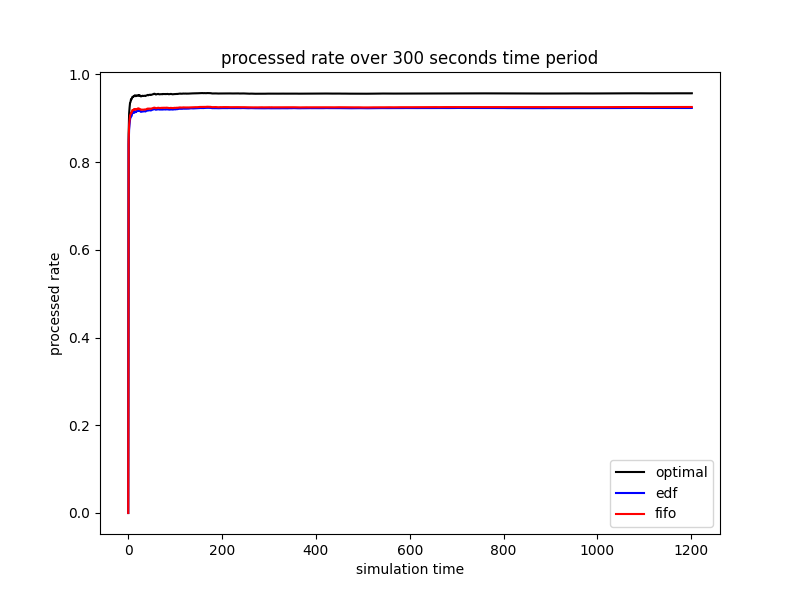 processed rate over 300 seconds time period
1.0
0.8
0.6
0.4
0.2
0.0
processed rate
0
200
400
600
800
1000
1200
simulation time
optimal
edf
fifo